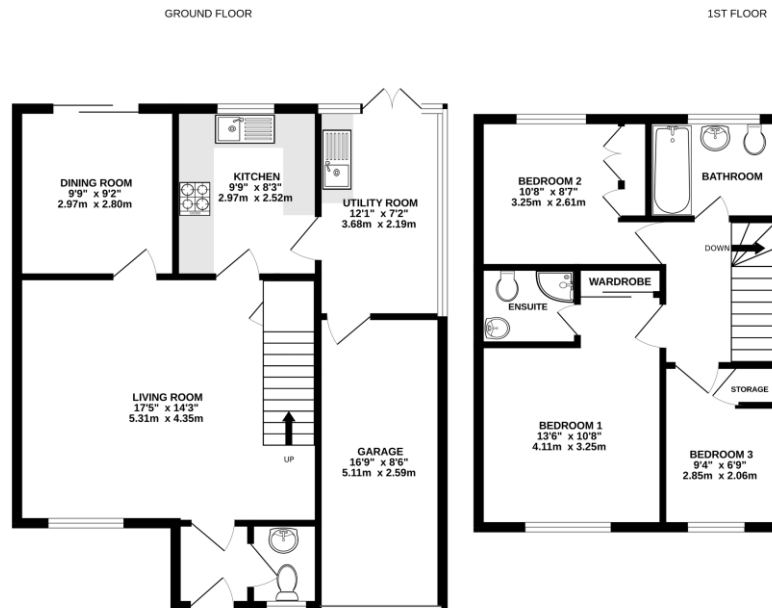 GROUND FLOOR
DINING ROOM
9'9" x 9'2"
2.97m x 2.80m
KITCHEN
9'9" x 8'3"
2.97m x 2.52m
UTILITY ROOM
12'1" x 7'2"
3.68m x 2.19m
LIVING ROOM
17'5" x 14'3"
5.31m x 4.35m
UP
GARAGE
16'9" x 8'6"
5.11m x 2.59m
1ST FLOOR
BEDROOM 2
10'8" x 8'7"
3.25m x 2.61m
BATHROOM
DOWN
WARDROBE
ENSUITE
STORAGE
BEDROOM 1
13'6" x 10'8"
4.11m x 3.25m
BEDROOM 3
9'4" x 6'9"
2.85m x 2.06m